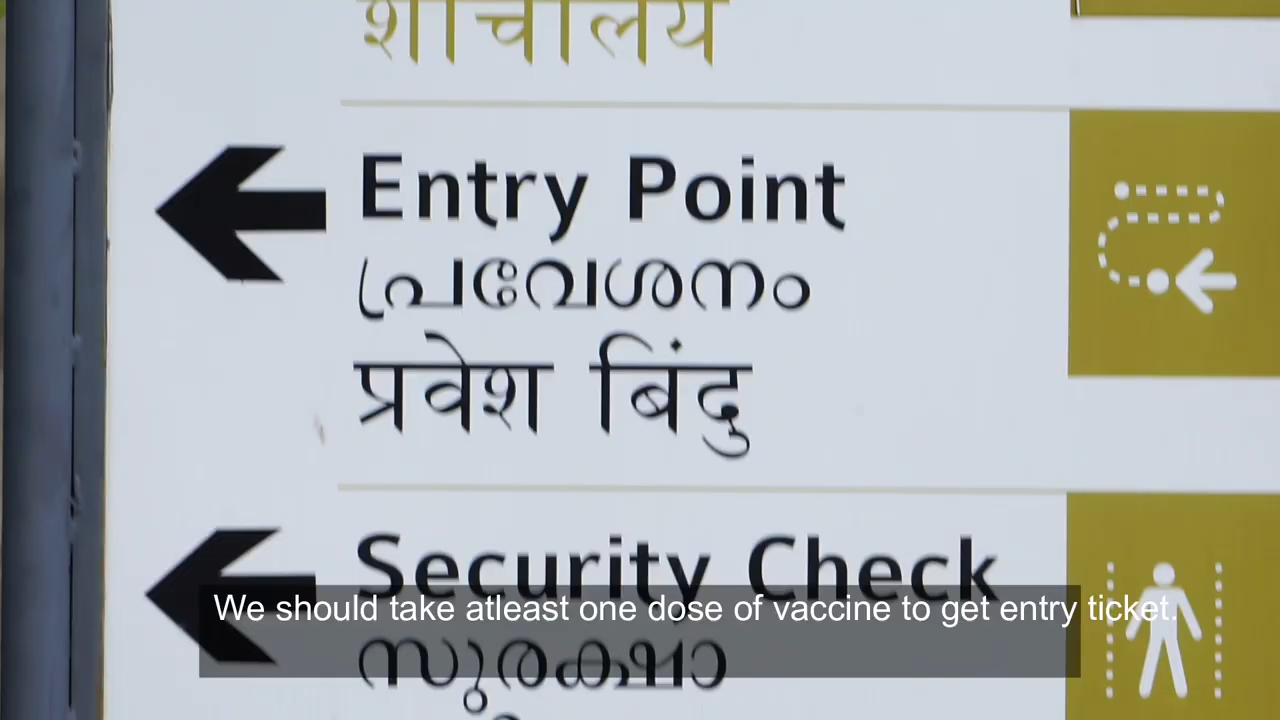 शौचालय
Entry Point
പ്രവേശനം
प्रवेश बिंदु
Security Check
We should take atleast one dose of vaccine to get entry ticket.
സുരക്ഷാ